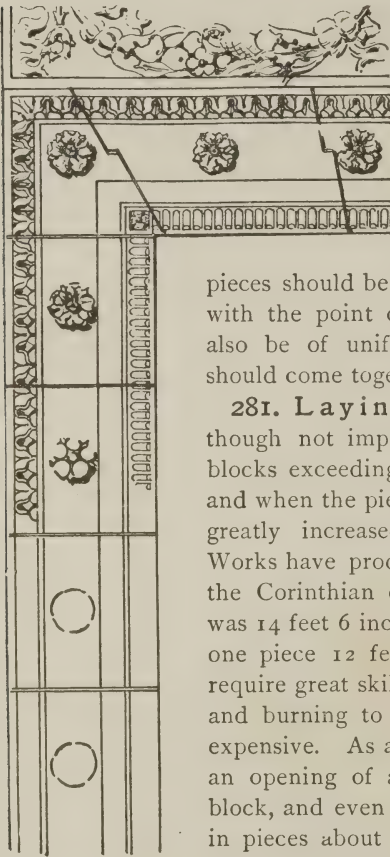 pieces should be
with the point
also be of unif
should come toge
281. Layin
though not imp
blocks exceeding
and when the pie
greatly increase
Works have prod
the Corinthian
was 14 feet 6 inc
one piece 12 fe
require great skil
and burning to
expensive. As a
an opening of a
block, and even
in pieces about